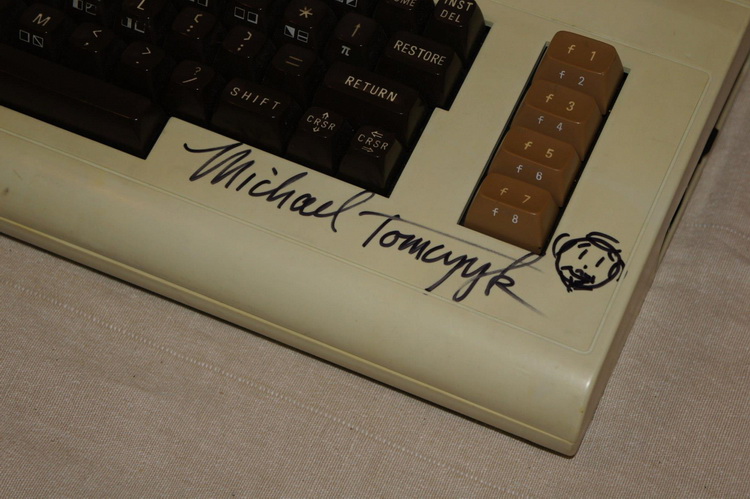 INST
DEL
M
L
*
↑
π
RESTORE
<
,
>
.
?
/
=
RETURN
SHIFT
↑
CRSR
↓
⇐
CRSR
⇒
f 1
f 2
f 3
f 4
f 5
f 6
f 7
f 8
Michael Tomczyk